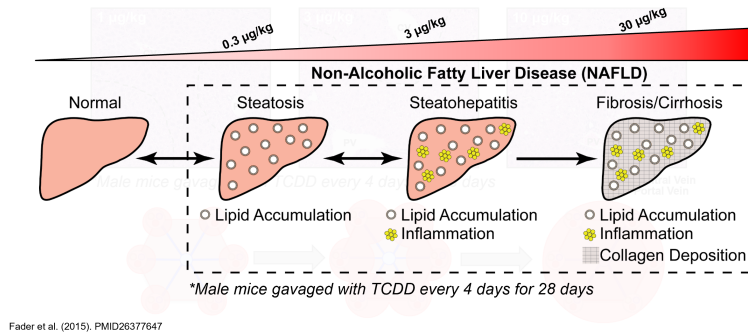 0.3 µg/kg
3 µg/kg
30 µg/kg
Non-Alcoholic Fatty Liver Disease (NAFLD)
Normal
Steatosis
Steatohepatitis
Fibrosis/Cirrhosis
Lipid Accumulation
Lipid Accumulation
Inflammation
Lipid Accumulation
Inflammation
Collagen Deposition
*Male mice gavaged with TCDD every 4 days for 28 days
Fader et al. (2015). PMID26377647